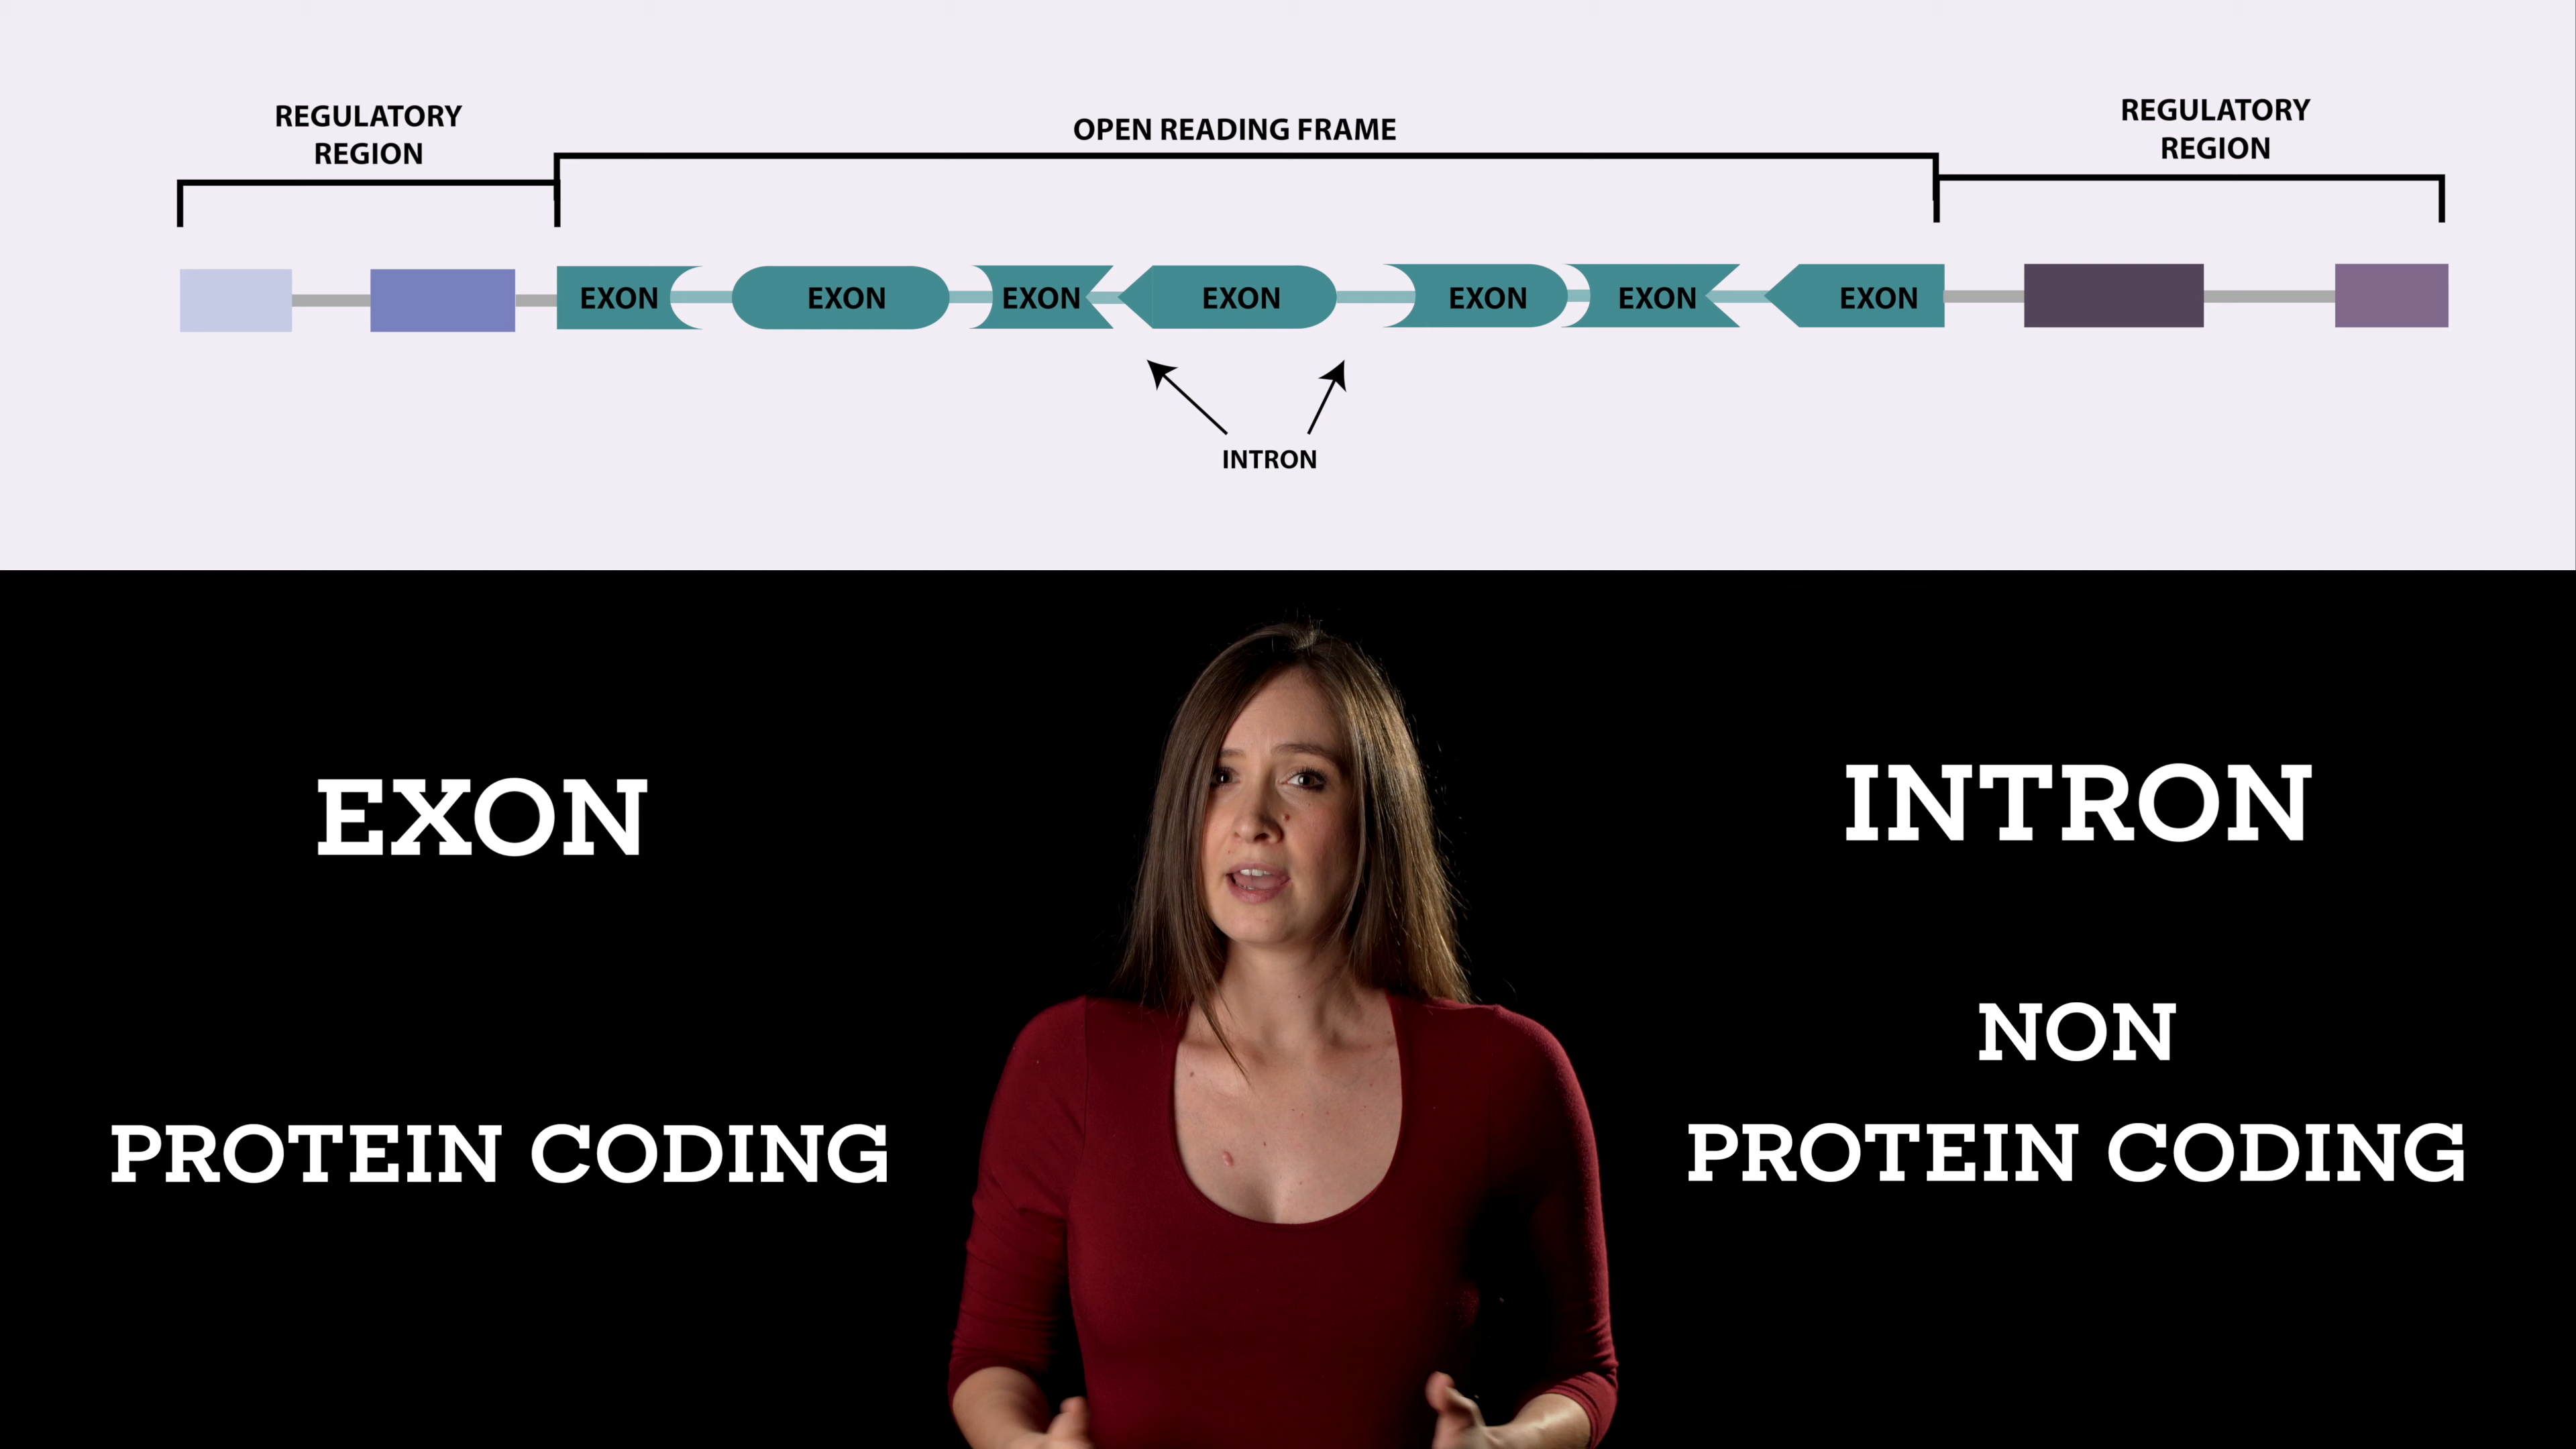 REGULATORY
REGION
OPEN READING FRAME
REGULATORY
REGION
EXON EXON EXON EXON EXON EXON EXON
INTRON
EXON
INTRON
NON
PROTEIN CODING
PROTEIN CODING